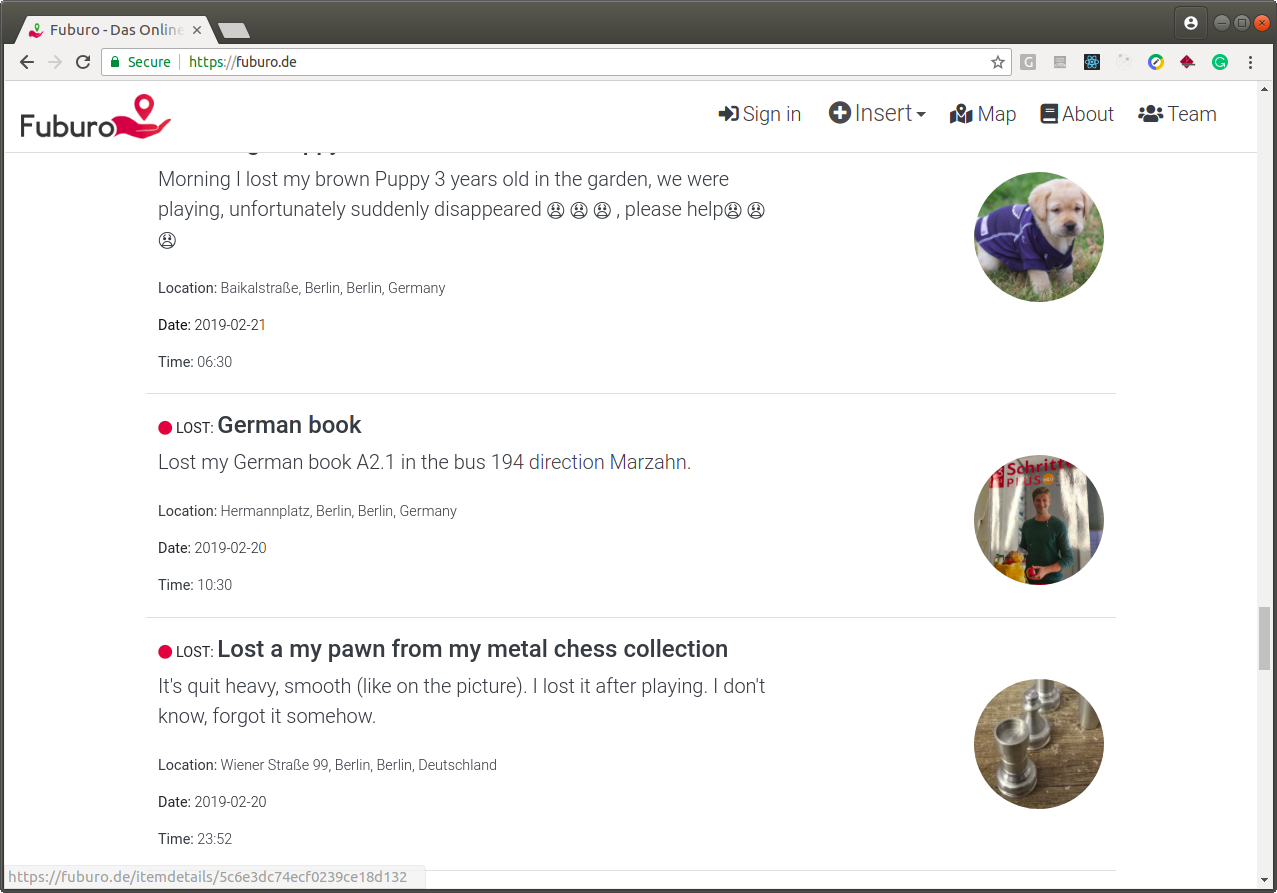 Fuburo - Das Online
Secure
https://fuburo.de
Fuburo
Sign in
Insert
Map
About
Team
Morning I lost my brown Puppy 3 years old in the garden, we were
playing, unfortunately suddenly disappeared 😫 😫 😫 , please help😫 😫
😫
Location: Baikalstraße, Berlin, Berlin, Germany
Date: 2019-02-21
Time: 06:30
LOST: German book
Lost my German book A2.1 in the bus 194 direction Marzahn.
Schritte
PLUS
Location: Hermannplatz, Berlin, Berlin, Germany
Date: 2019-02-20
Time: 10:30
LOST: Lost a my pawn from my metal chess collection
It's quit heavy, smooth (like on the picture). I lost it after playing. I don't
know, forgot it somehow.
Location: Wiener Straße 99, Berlin, Berlin, Deutschland
Date: 2019-02-20
Time: 23:52
https://fuburo.de/itemdetails/5c6e3dc74ecf0239ce18d132